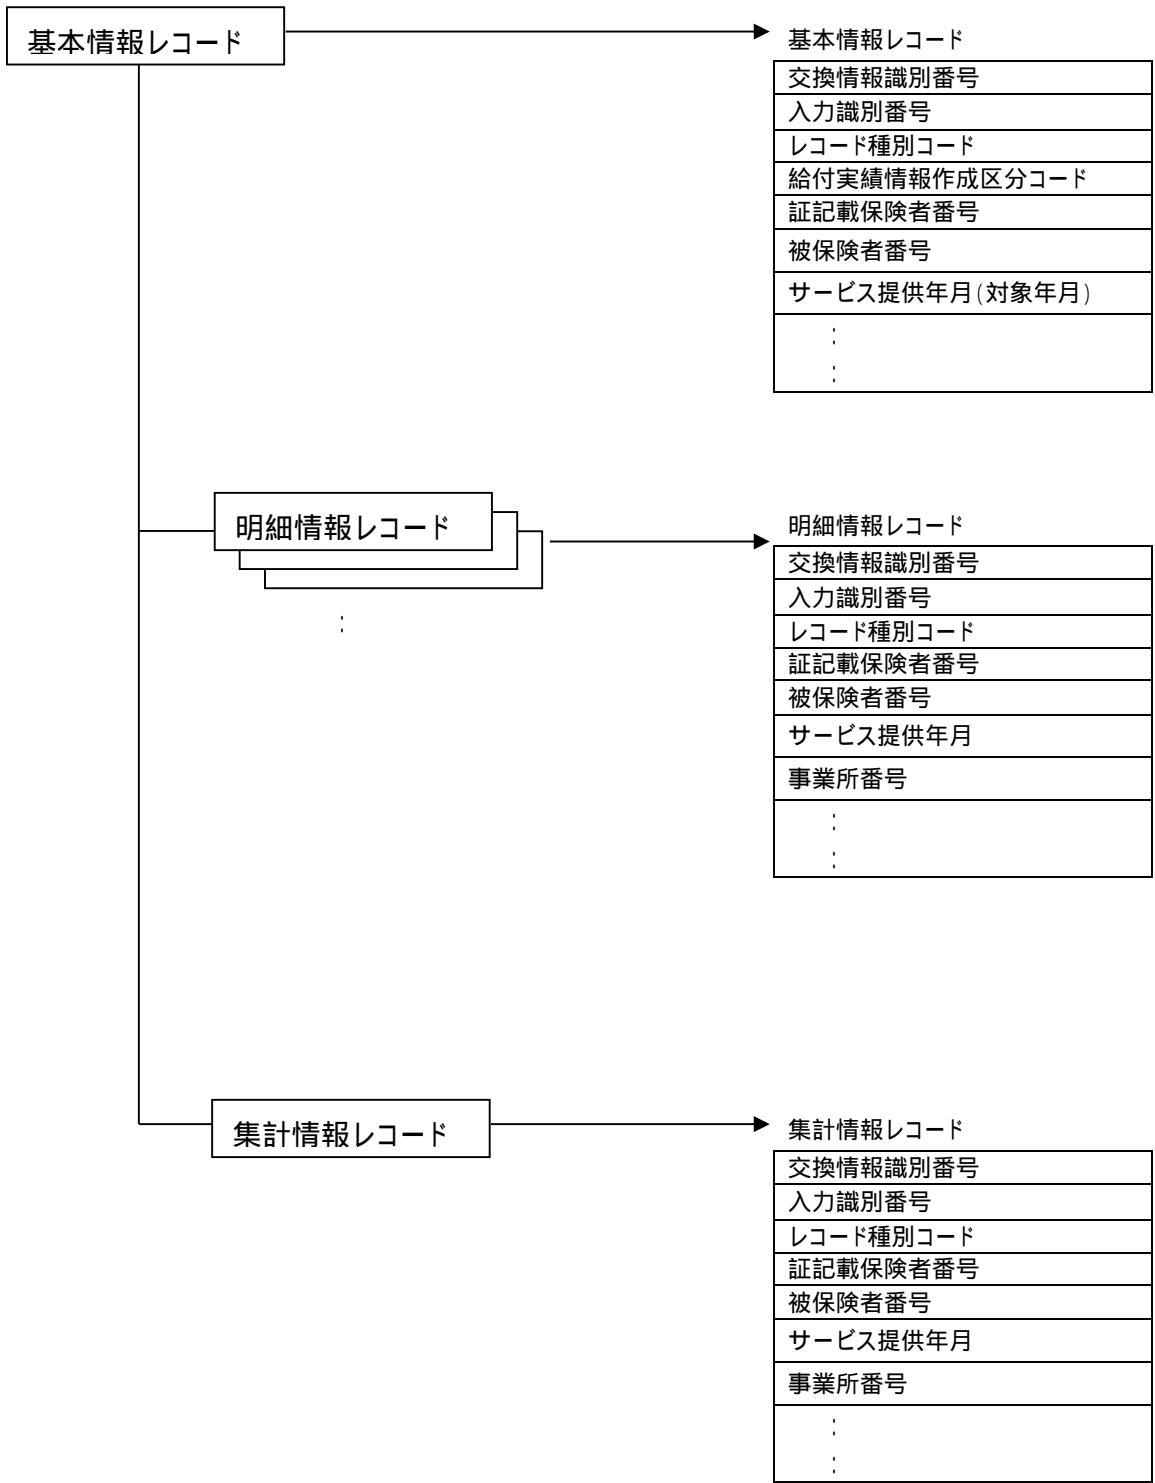 基本情報レコード
基本情報レコード
交換情報識別番号
入力識別番号
レコード種別コード
給付実績情報作成区分コード
証記載保険者番号
被保険者番号
サービス提供年月(対象年月)
:
:
明細情報レコード
:
明細情報レコード
交換情報識別番号
入力識別番号
レコード種別コード
証記載保険者番号
被保険者番号
サービス提供年月
事業所番号
:
:
集計情報レコード
集計情報レコード
交換情報識別番号
入力識別番号
レコード種別コード
証記載保険者番号
被保険者番号
サービス提供年月
事業所番号
:
: